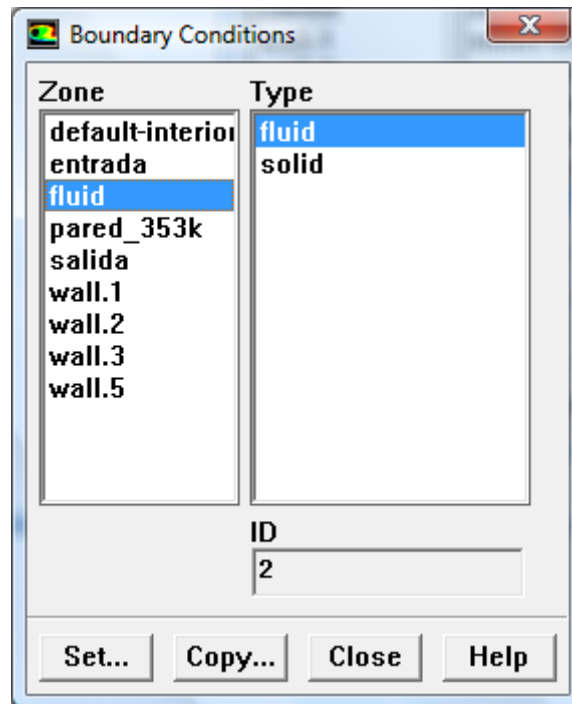 Boundary Conditions
Zone
Type
default-interior
entrada
fluid
pared_353k
salida
wall.1
wall.2
wall.3
wall.5
fluid
solid
ID
2
Set... Copy... Close Help